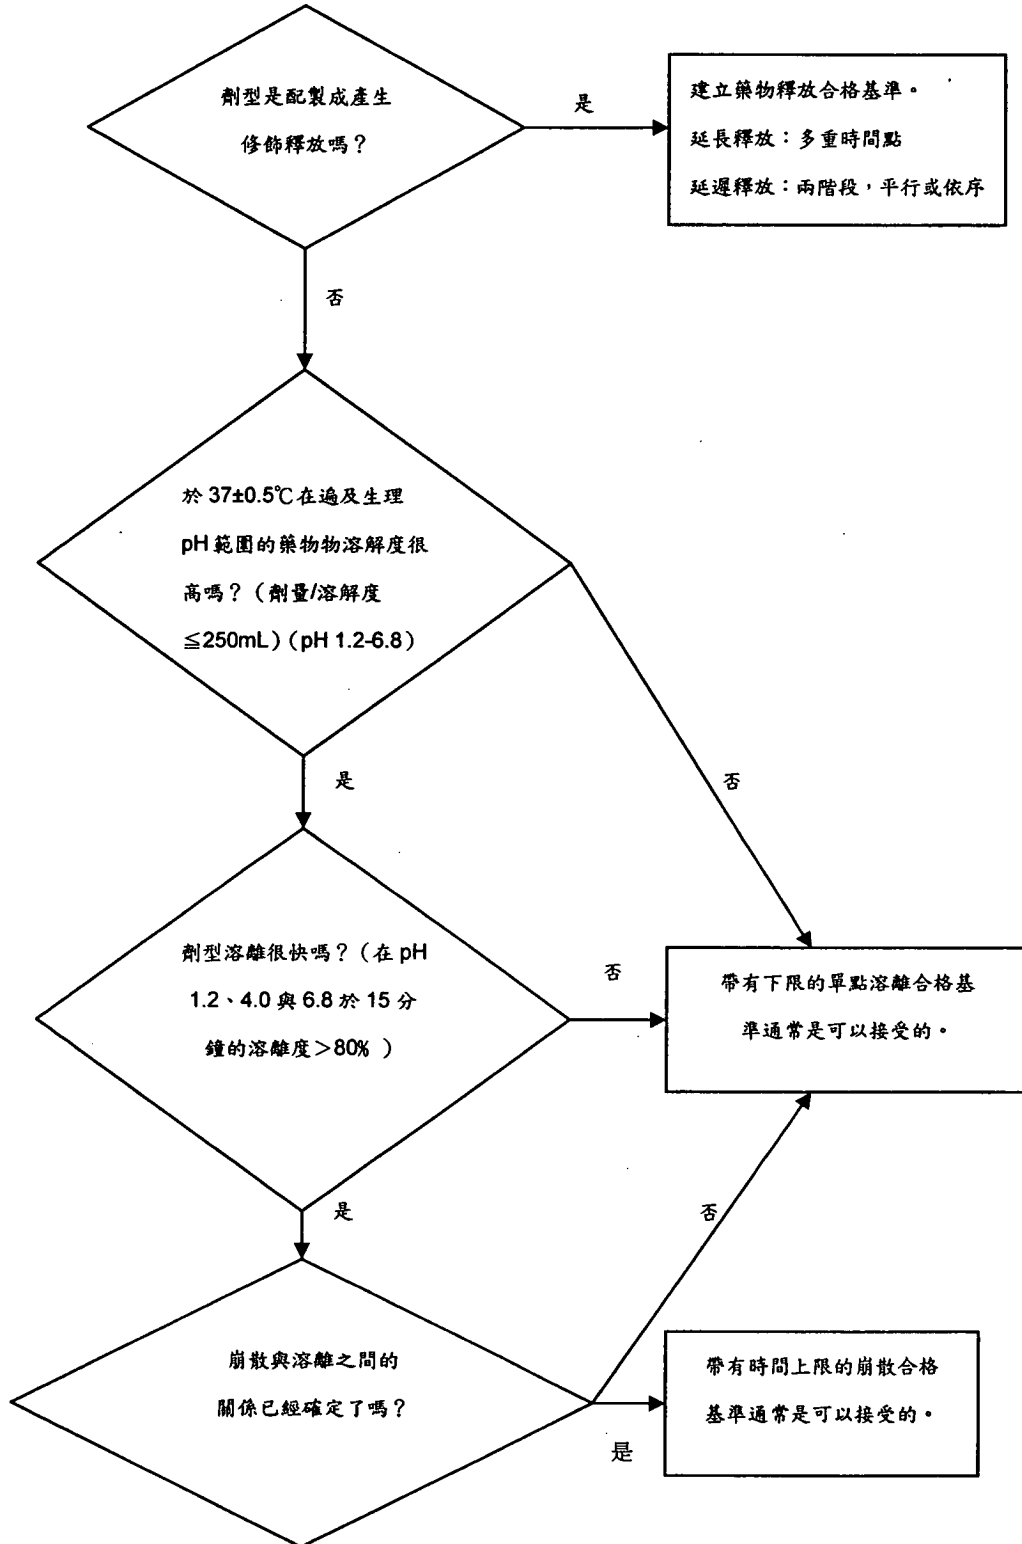 劑型是配製成產生
修飾釋放嗎？
是
建立藥物釋放合格基準。
延長釋放：多重時間點
延遲釋放：兩階段，平行或依序
否
於 37±0.5℃在遍及生理
pH 範圍的藥物物溶解度很
高嗎？（劑量/溶解度
≦250mL）（pH 1.2-6.8）
是
否
劑型溶離很快嗎？（在 pH
1.2、4.0 與 6.8 於 15 分
鐘的溶離度＞80% ）
否
帶有下限的單點溶離合格基
準通常是可以接受的。
是
否
崩散與溶離之間的
關係已經確定了嗎？
帶有時間上限的崩散合格
基準通常是可以接受的。
是